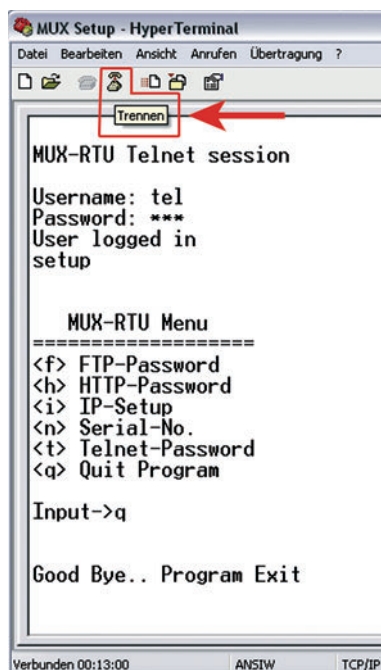 MUX Setup - HyperTerminal
Datei Bearbeiten Ansicht Anrufen Übertragung ?
Trennen
MUX-RTU Telnet session
Username: tel
Password: ***
User logged in
setup
MUX-RTU Menu
===================
<f> FTP-Password
<h> HTTP-Password
<i> IP-Setup
<n> Serial-No.
<t> Telnet-Password
<q> Quit Program
Input->q
Good Bye.. Program Exit
Verbunden 00:13:00 ANSIW TCP/IP